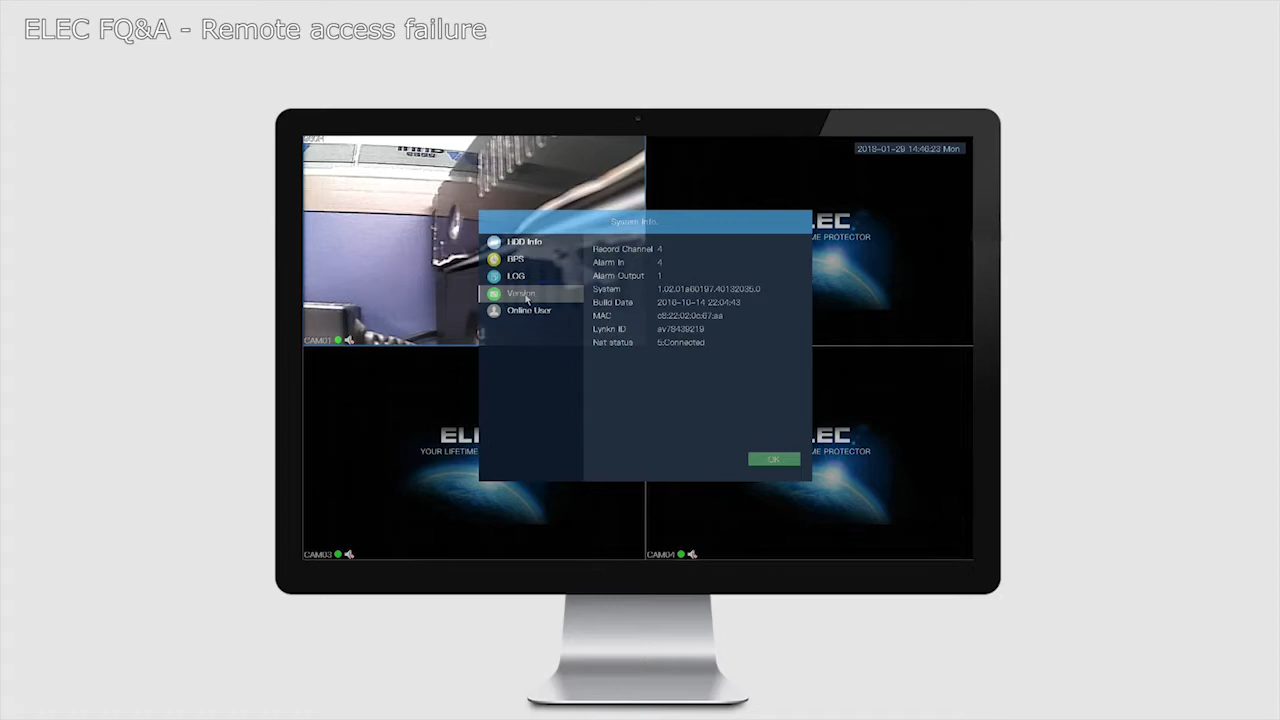 ELEC FQ&A - Remote access failure
2018-01-29 14:46:23 Mon
System Info.
HDD Info
BPS
LOG
Version
Online User
Record Channel 4
Alarm In 4
Alarm Output 1
System 1.02.01a60197.40132035.0
Build Date 2016-10-14 22:04:43
MAC c8:22:02:0c:67:aa
Lynkn ID av78439219
Nat status 5:Connected
OK
CAM01
YOUR LIFETIME
ME PROTECTOR
ME PROTECTOR
CAM03
CAM04